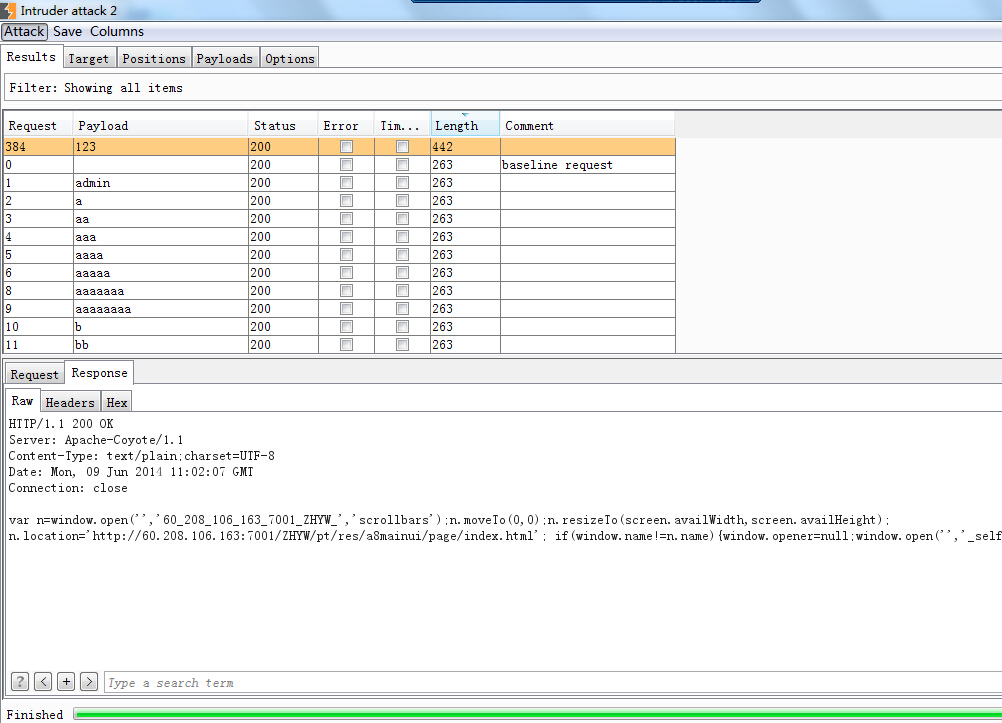 Intruder attack 2
Attack Save Columns
Results Target Positions Payloads Options
Filter: Showing all items
Request Payload Status Error Tim... Length Comment
384 123 200 442
0 200 263 baseline request
1 admin 200 263
2 a 200 263
3 aa 200 263
4 aaa 200 263
5 aaaa 200 263
6 aaaaa 200 263
8 aaaaaaa 200 263
9 aaaaaaaa 200 263
10 b 200 263
11 bb 200 263
Request Response
Raw Headers Hex
HTTP/1.1 200 OK
Server: Apache-Coyote/1.1
Content-Type: text/plain;charset=UTF-8
Date: Mon, 09 Jun 2014 11:02:07 GMT
Connection: close
var n=window.open('','60_208_106_163_7001_ZHYW_','scrollbars');n.moveTo(0,0);n.resizeTo(screen.availWidth,screen.availHeight);
n.location='http://60.208.106.163:7001/ZHYW/pt/res/a8mainui/page/index.html'; if(window.name!=n.name){window.opener=null;window.open('','_self
? < + > Type a search term
Finished